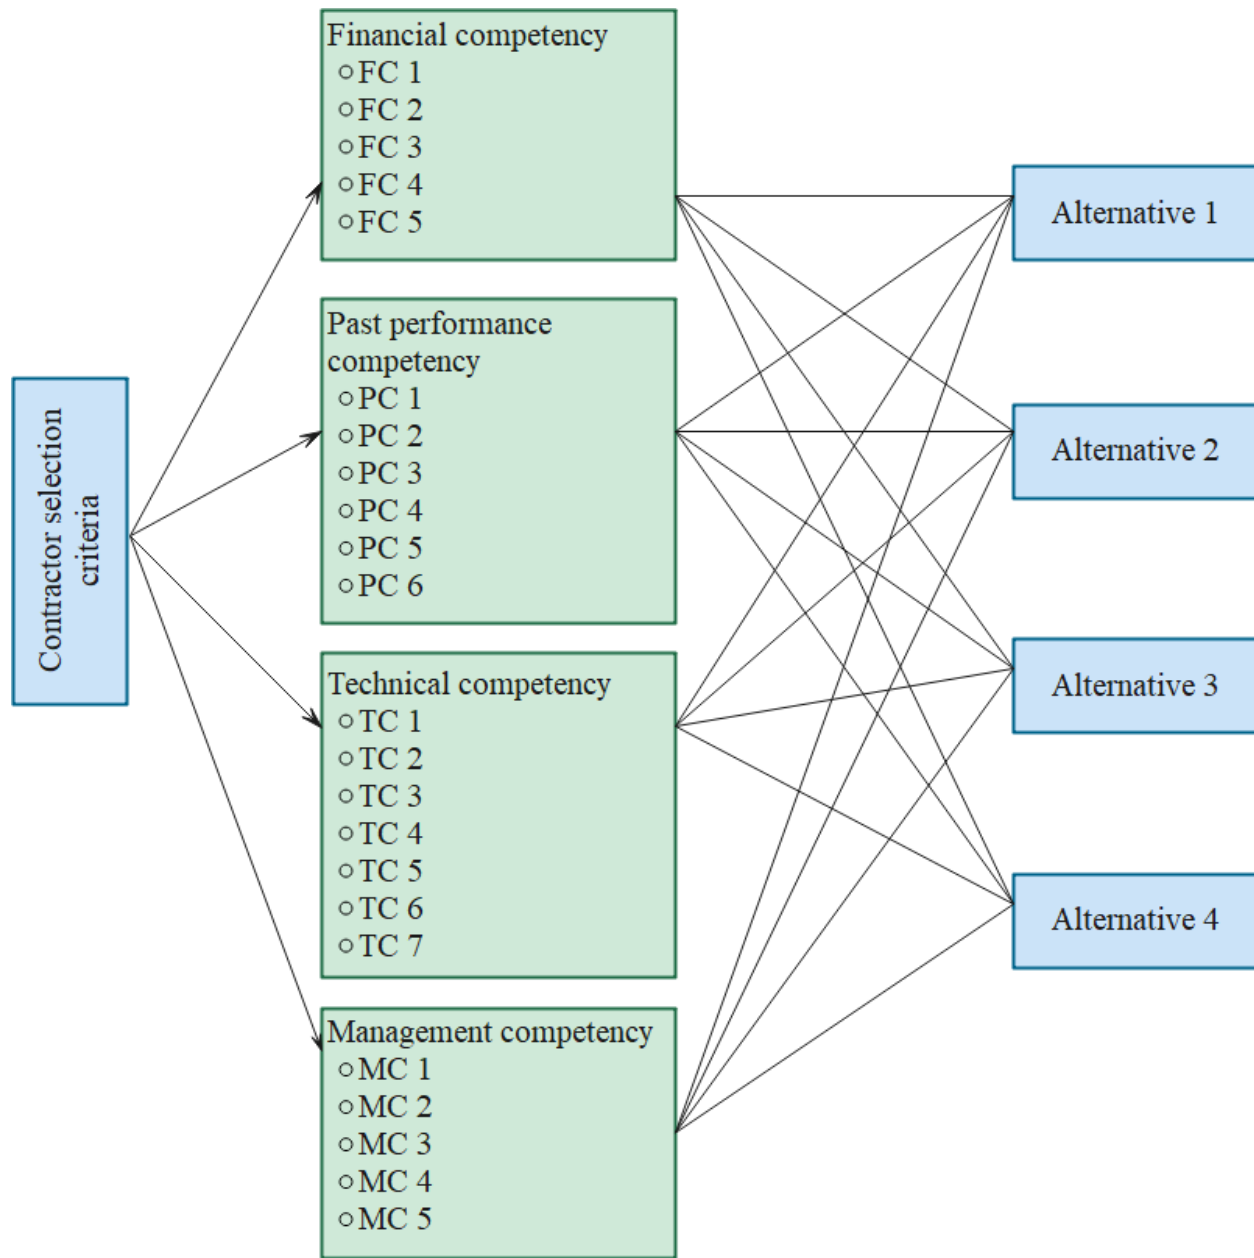 Contractor selection
criteria
Financial competency
FC 1
FC 2
FC 3
FC 4
FC 5
Past performance
competency
PC 1
PC 2
PC 3
PC 4
PC 5
PC 6
Technical competency
TC 1
TC 2
TC 3
TC 4
TC 5
TC 6
TC 7
Management competency
MC 1
MC 2
MC 3
MC 4
MC 5
Alternative 1
Alternative 2
Alternative 3
Alternative 4